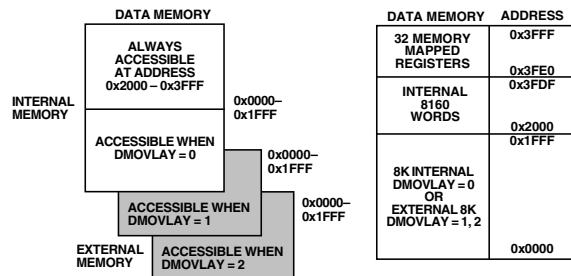 DATA MEMORY
ALWAYS
ACCESSIBLE
AT ADDRESS
0x2000 – 0x3FFF
INTERNAL
MEMORY
0x0000–
0x1FFF
ACCESSIBLE WHEN
DMOVLAY = 0
0x0000–
0x1FFF
ACCESSIBLE WHEN
DMOVLAY = 1
0x0000–
0x1FFF
EXTERNAL
MEMORY
ACCESSIBLE WHEN
DMOVLAY = 2
DATA MEMORY ADDRESS
32 MEMORY
MAPPED
REGISTERS
0x3FFF
0x3FE0
INTERNAL
8160
WORDS
0x3FDF
0x2000
8K INTERNAL
DMOVLAY = 0
OR
EXTERNAL 8K
DMOVLAY = 1, 2
0x1FFF
0x0000